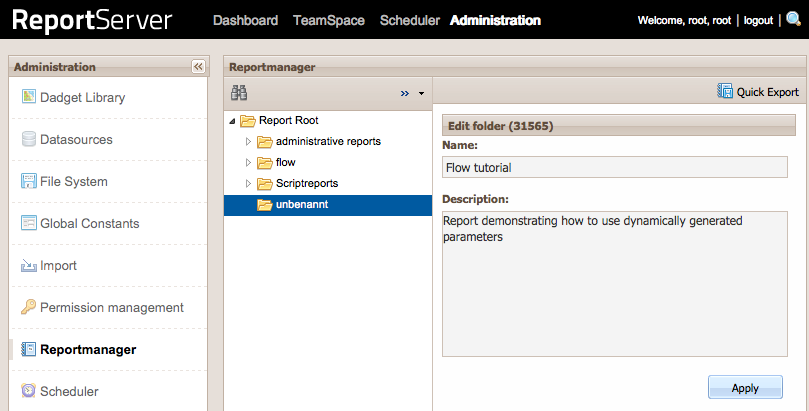 ReportServer
Dashboard TeamSpace Scheduler Administration
Welcome, root, root | logout |
Administration
Dadget Library
Datasources
File System
Global Constants
Import
Permission management
Reportmanager
Scheduler
Reportmanager
Report Root
administrative reports
flow
Scriptreports
unbenannt
Quick Export
Edit folder (31565)
Name:
Flow tutorial
Description:
Report demonstrating how to use dynamically generated
parameters
Apply